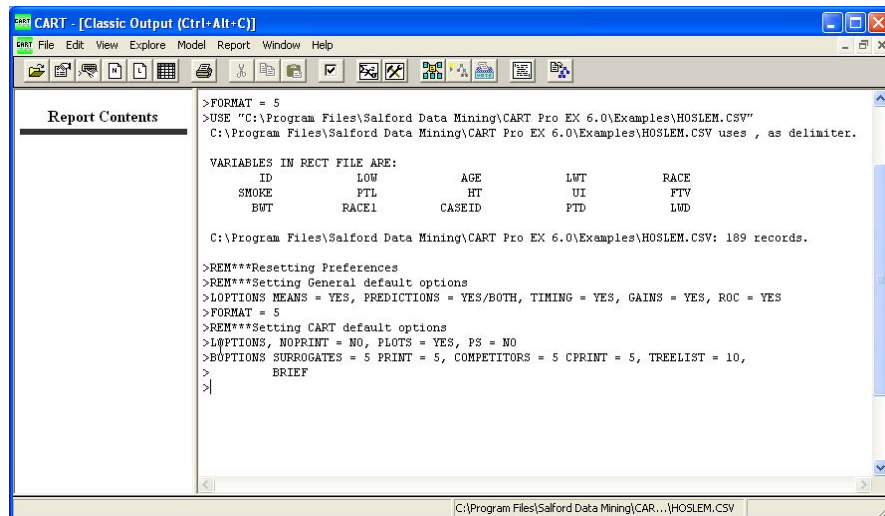 CART - [Classic Output (Ctrl+Alt+C)]
File Edit View Explore Model Report Window Help
Report Contents
>FORMAT = 5
>USE "C:\Program Files\Salford Data Mining\CART Pro EX 6.0\Examples\HOSLEM.CSV"
C:\Program Files\Salford Data Mining\CART Pro EX 6.0\Examples\HOSLEM.CSV uses , as delimiter.
VARIABLES IN RECT FILE ARE:
ID LOW AGE LWT RACE
SMOKE PTL HT UI FTV
BWT RACE1 CASEID PTD LWD
C:\Program Files\Salford Data Mining\CART Pro EX 6.0\Examples\HOSLEM.CSV: 189 records.
>REM***Resetting Preferences
>REM***Setting General default options
>LOPTIONS MEANS = YES, PREDICTIONS = YES/BOTH, TIMING = YES, GAINS = YES, ROC = YES
>FORMAT = 5
>REM***Setting CART default options
>LOPTIONS, NOPRINT = NO, PLOTS = YES, PS = NO
>BOPTIONS SURROGATES = 5 PRINT = 5, COMPETITORS = 5 CPRINT = 5, TREELIST = 10,
> BRIEF
>
C:\Program Files\Salford Data Mining\CAR...\HOSLEM.CSV